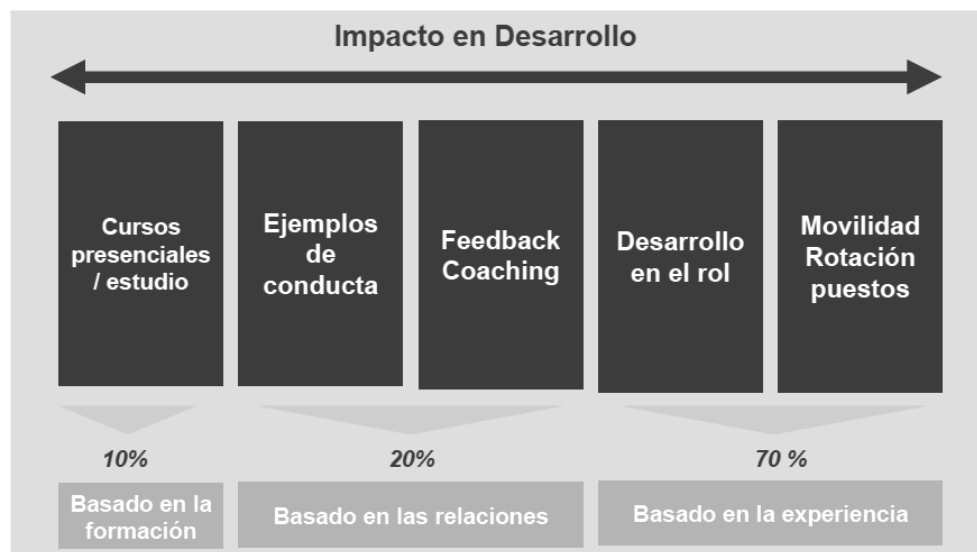 Impacto en Desarrollo
Cursos
presenciales
/ estudio
Ejemplos
de
conducta
Feedback
Coaching
Desarrollo
en el rol
Movilidad
Rotación
puestos
10%
20%
70 %
Basado en la
formación
Basado en las relaciones
Basado en la experiencia